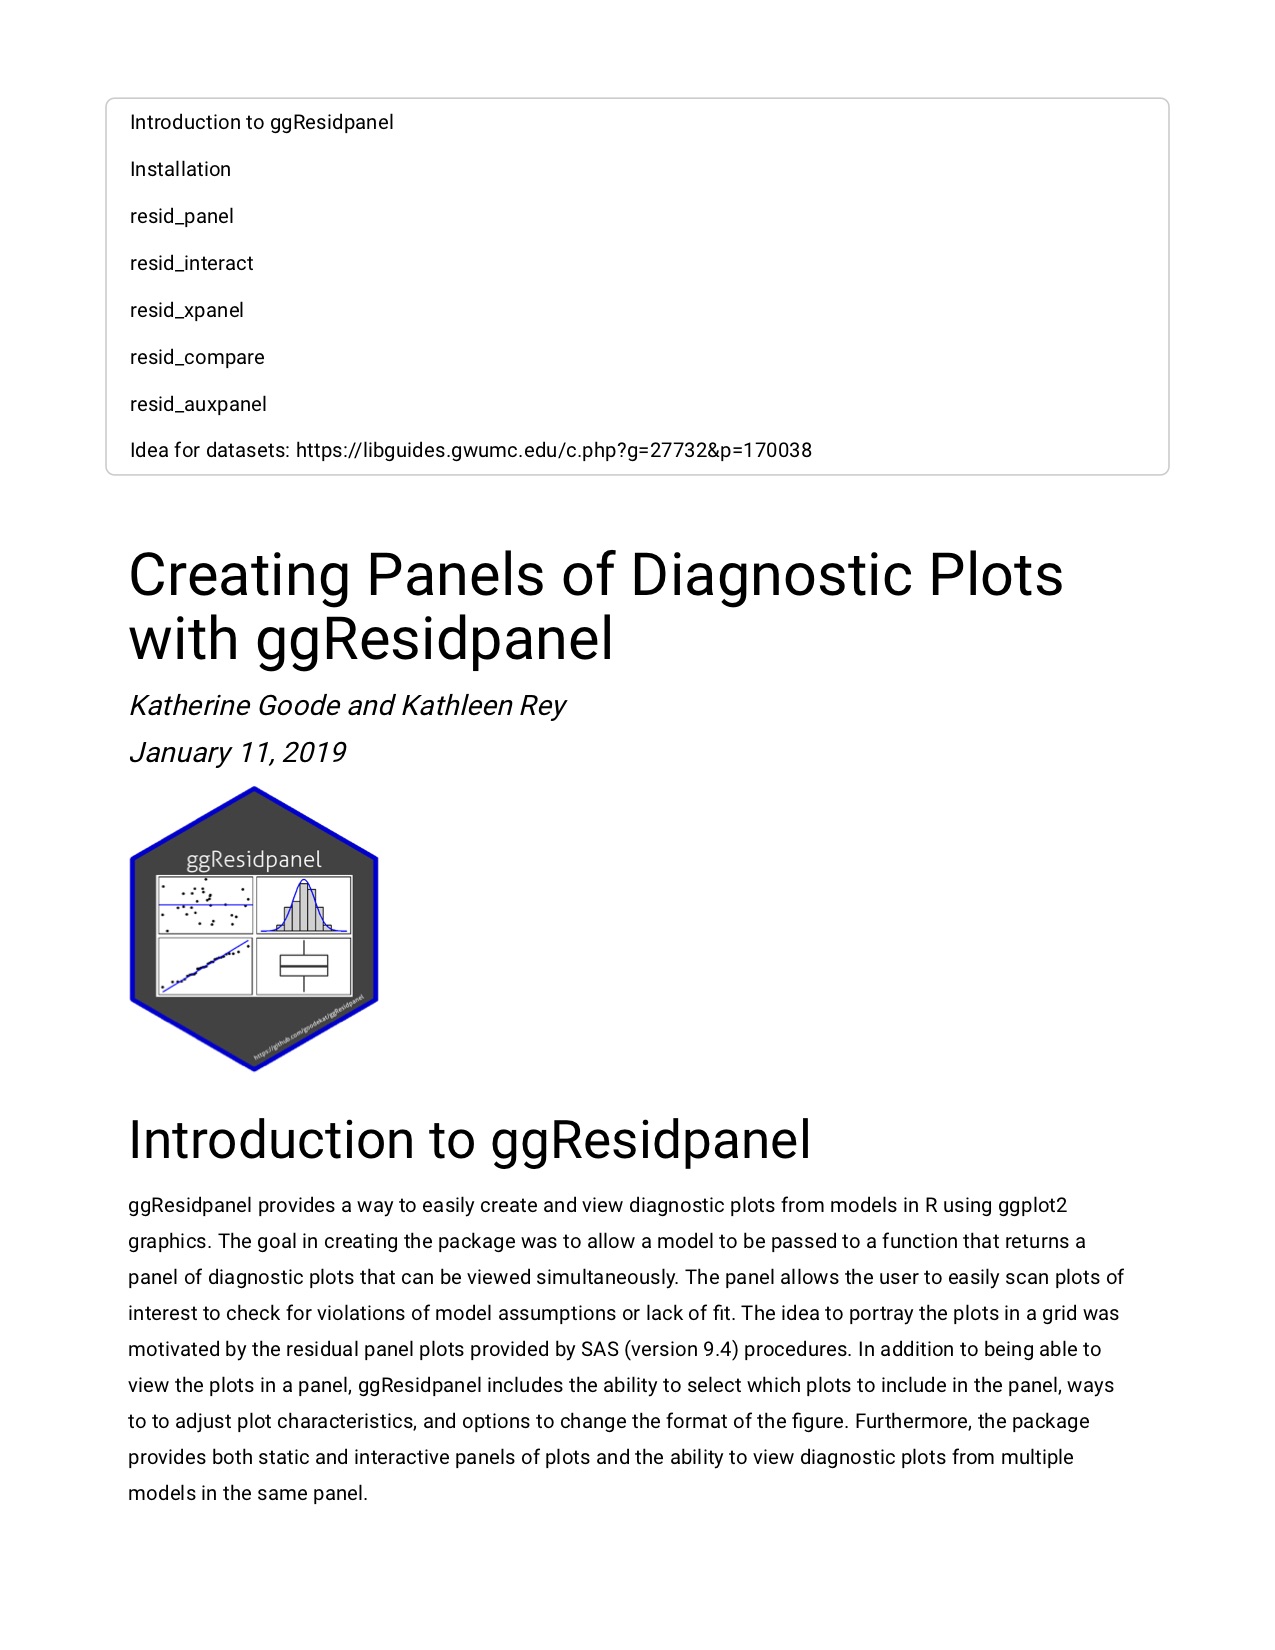 Introduction to ggResidpanel
Installation
resid_panel
resid_interact
resid_xpanel
resid_compare
resid_auxpanel
Idea for datasets: https://libguides.gwumc.edu/c.php?g=27732&p=170038
Creating Panels of Diagnostic Plots
with ggResidpanel
Katherine Goode and Kathleen Rey
January 11, 2019
ggResidpanel
https://github.com/goodekat/ggResidpanel
Introduction to ggResidpanel
ggResidpanel provides a way to easily create and view diagnostic plots from models in R using ggplot2
graphics. The goal in creating the package was to allow a model to be passed to a function that returns a
panel of diagnostic plots that can be viewed simultaneously. The panel allows the user to easily scan plots of
interest to check for violations of model assumptions or lack of fit. The idea to portray the plots in a grid was
motivated by the residual panel plots provided by SAS (version 9.4) procedures. In addition to being able to
view the plots in a panel, ggResidpanel includes the ability to select which plots to include in the panel, ways
to to adjust plot characteristics, and options to change the format of the figure. Furthermore, the package
provides both static and interactive panels of plots and the ability to view diagnostic plots from multiple
models in the same panel.